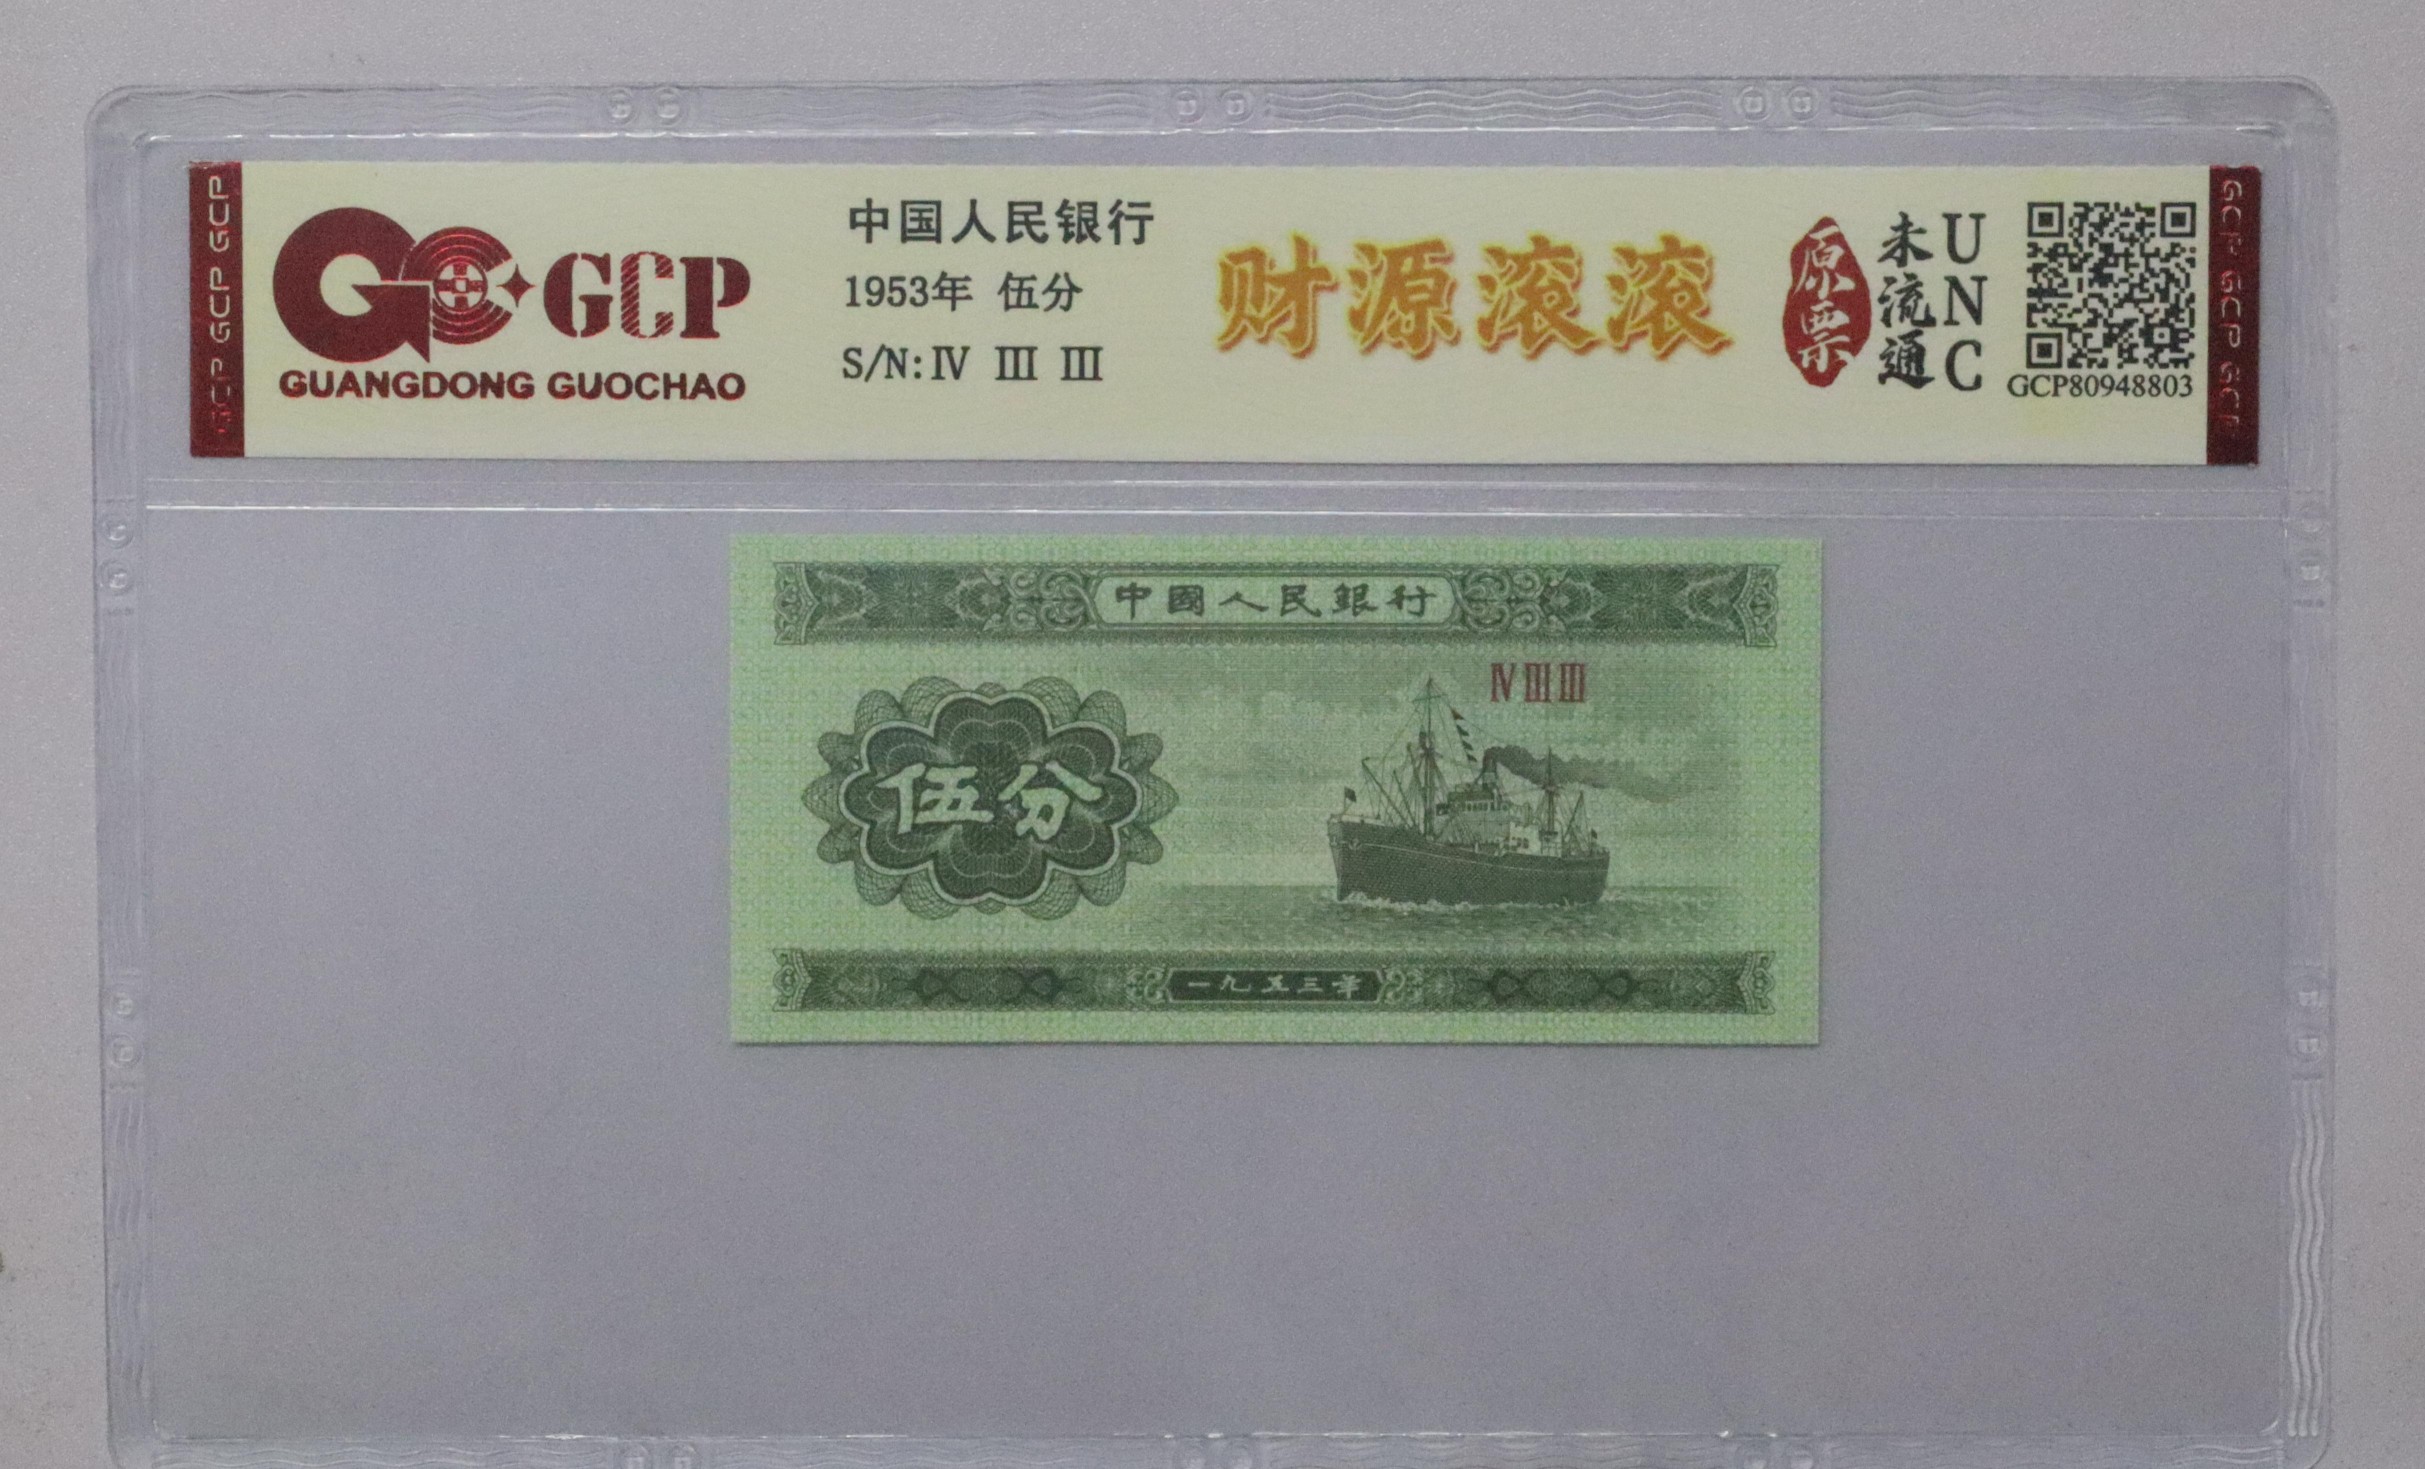 GCP GCP GCP
GCP
GUANGDONG GUOCHAO
中国人民银行
1953年 伍分
S/N: Ⅳ Ⅲ Ⅲ
财源滚滚
原票
未流通
UNC
GCP80948803
GCP GCP GCP
中國人民銀行
ⅣⅢⅢ
伍分
一九五三年